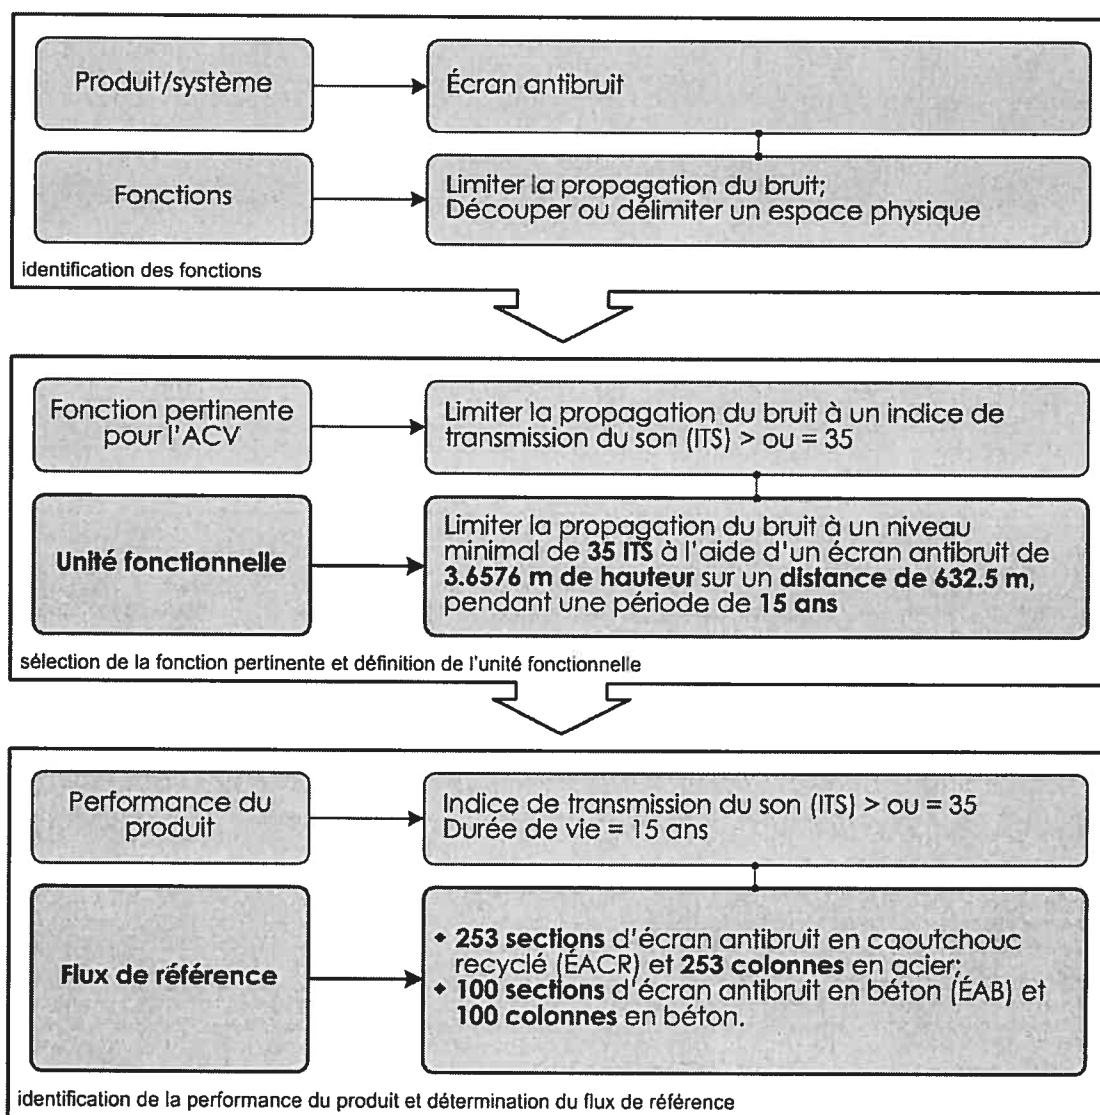 Produit/système
Écran antibruit
Fonctions
Limiter la propagation du bruit;
Découper ou délimiter un espace physique
identification des fonctions
Fonction pertinente
pour l'ACV
Limiter la propagation du bruit à un indice de
transmission du son (ITS) > ou = 35
Unité fonctionnelle
Limiter la propagation du bruit à un niveau
minimal de 35 ITS à l'aide d'un écran antibruit de
3.6576 m de hauteur sur un distance de 632.5 m,
pendant une période de 15 ans
sélection de la fonction pertinente et définition de l'unité fonctionnelle
Performance du
produit
Indice de transmission du son (ITS) > ou = 35
Durée de vie = 15 ans
Flux de référence
• 253 sections d'écran antibruit en caoutchouc
recyclé (ÉACR) et 253 colonnes en acier;
• 100 sections d'écran antibruit en béton (ÉAB) et
100 colonnes en béton.
identification de la performance du produit et détermination du flux de référence